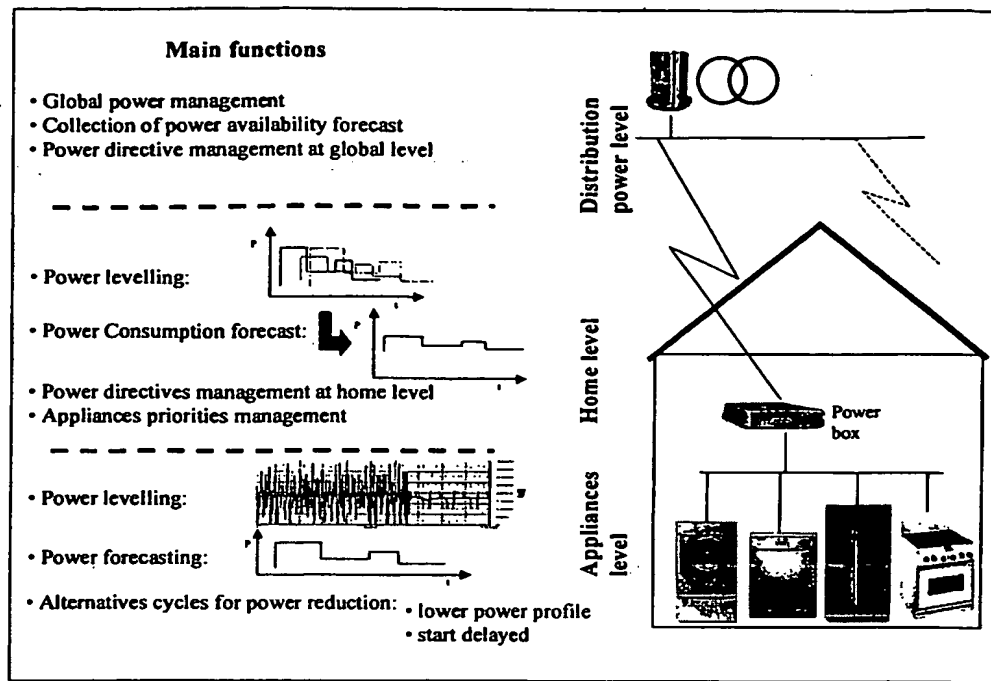 Main functions
• Global power management
• Collection of power availability forecast
• Power directive management at global level
• Power levelling:
P
t
• Power Consumption forecast:
P
t
• Power directives management at home level
• Appliances priorities management
• Power levelling:
• Power forecasting:
P
t
• Alternatives cycles for power reduction:
• lower power profile
• start delayed
Distribution
power level
Home level
Appliances
level
Power
box